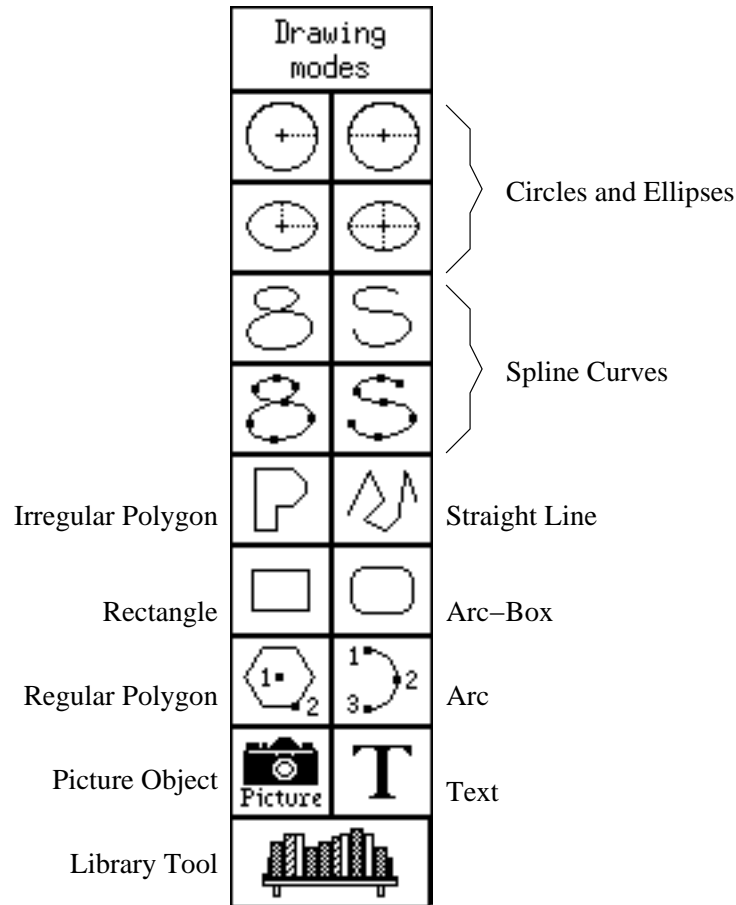 Drawing
modes
Circles and Ellipses
Spline Curves
Irregular Polygon
Straight Line
Rectangle
Arc−Box
Regular Polygon
1
2
1
2
3
Arc
Picture Object
Picture
T
Text
Library Tool